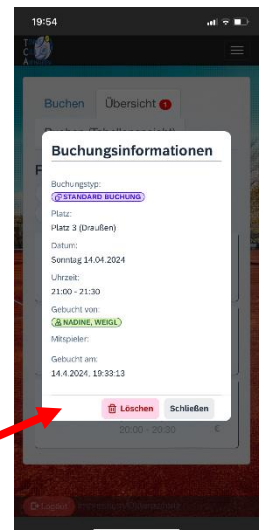 19:54
T
C
A
Buchen Übersicht 1
Buchungsinformationen
Buchungstyp:
STANDARD BUCHUNG
Platz:
Platz 3 (Draußen)
Datum:
Sonntag 14.04.2024
Uhrzeit:
21:00 - 21:30
Gebucht von:
NADINE, WEIGL
Mitspieler:
Gebucht am:
14.4.2024, 19:33:13
Löschen Schließen
20:00 - 20:30 €
Logout